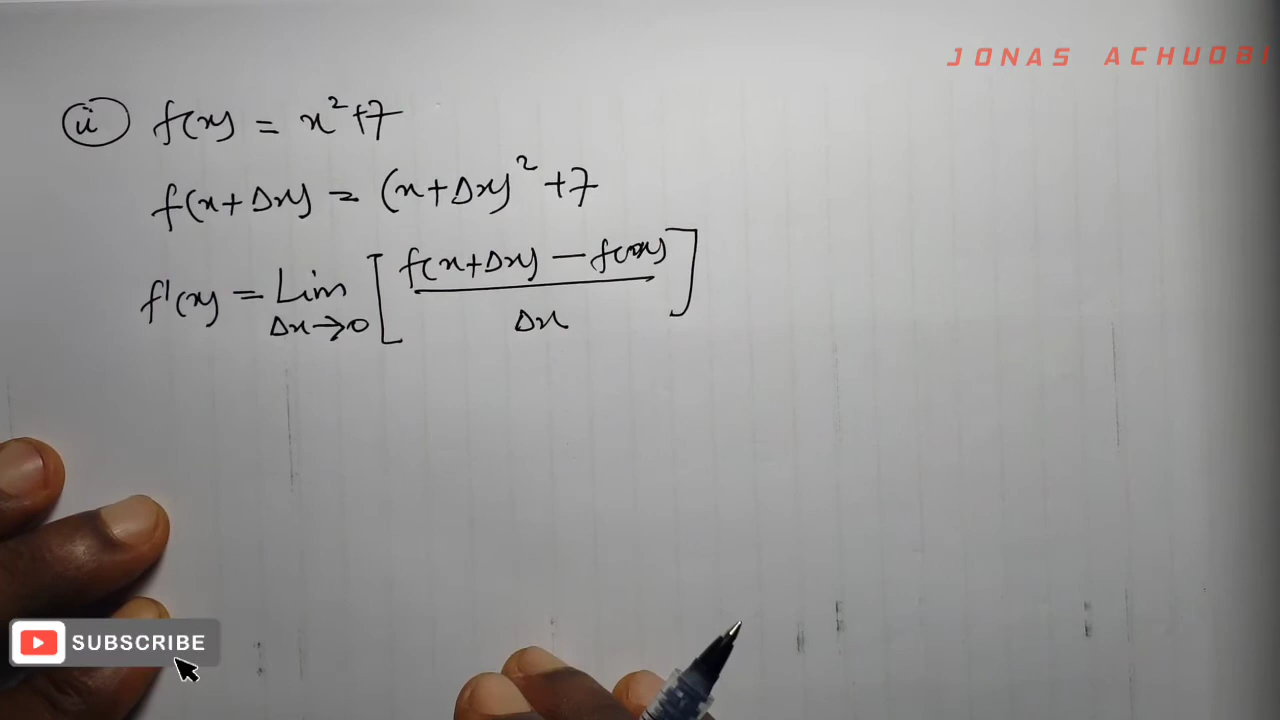 JONAS ACHUOBI
(ii) f(x) = x² + 7
f(x + Δx) = (x + Δx)² + 7
f'(x) = Lim Δx→0 [ f(x + Δx) − f(x) / Δx ]
SUBSCRIBE